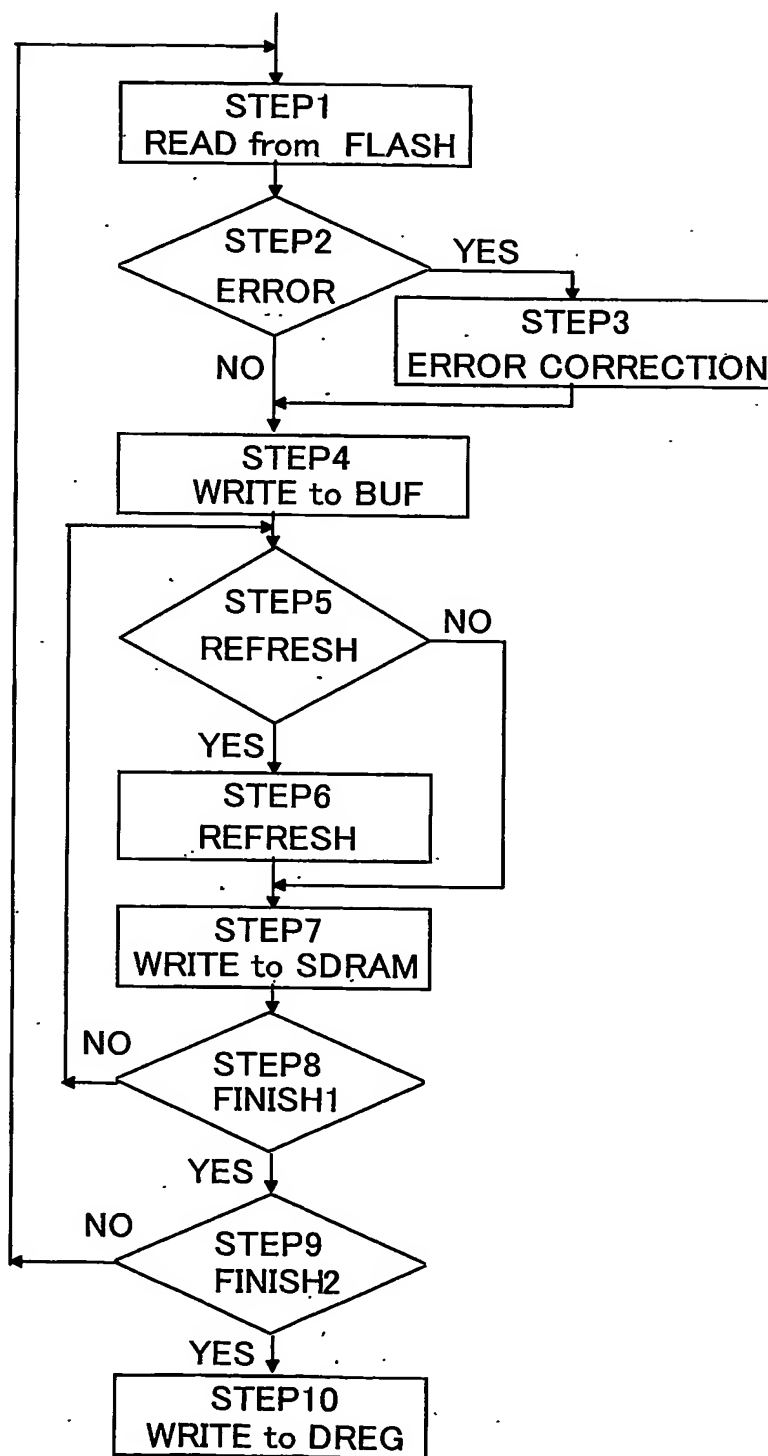 STEP1
READ from FLASH
STEP2
ERROR
YES
STEP3
ERROR CORRECTION
NO
STEP4
WRITE to BUF
STEP5
REFRESH
NO
YES
STEP6
REFRESH
STEP7
WRITE to SDRAM
NO
STEP8
FINISH1
YES
NO
STEP9
FINISH2
YES
STEP10
WRITE to DREG